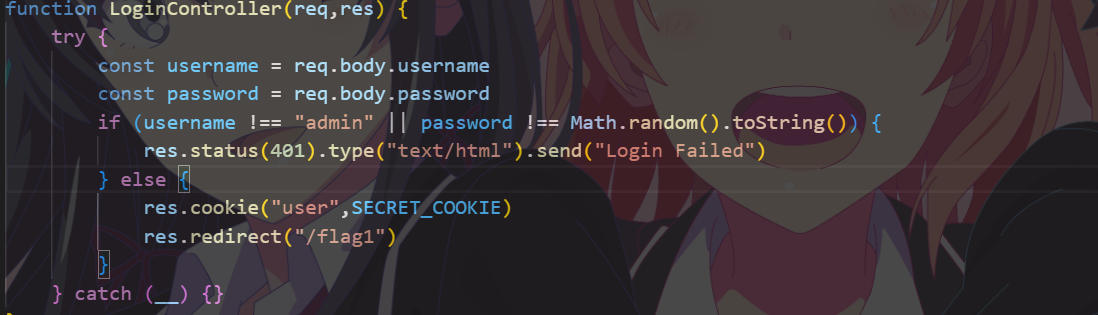 function LoginController(req,res) {
    try {
        const username = req.body.username
        const password = req.body.password
        if (username !== "admin" || password !== Math.random().toString()) {
            res.status(401).type("text/html").send("Login Failed")
        } else {
            res.cookie("user",SECRET_COOKIE)
            res.redirect("/flag1")
        }
    } catch (__) {}
}